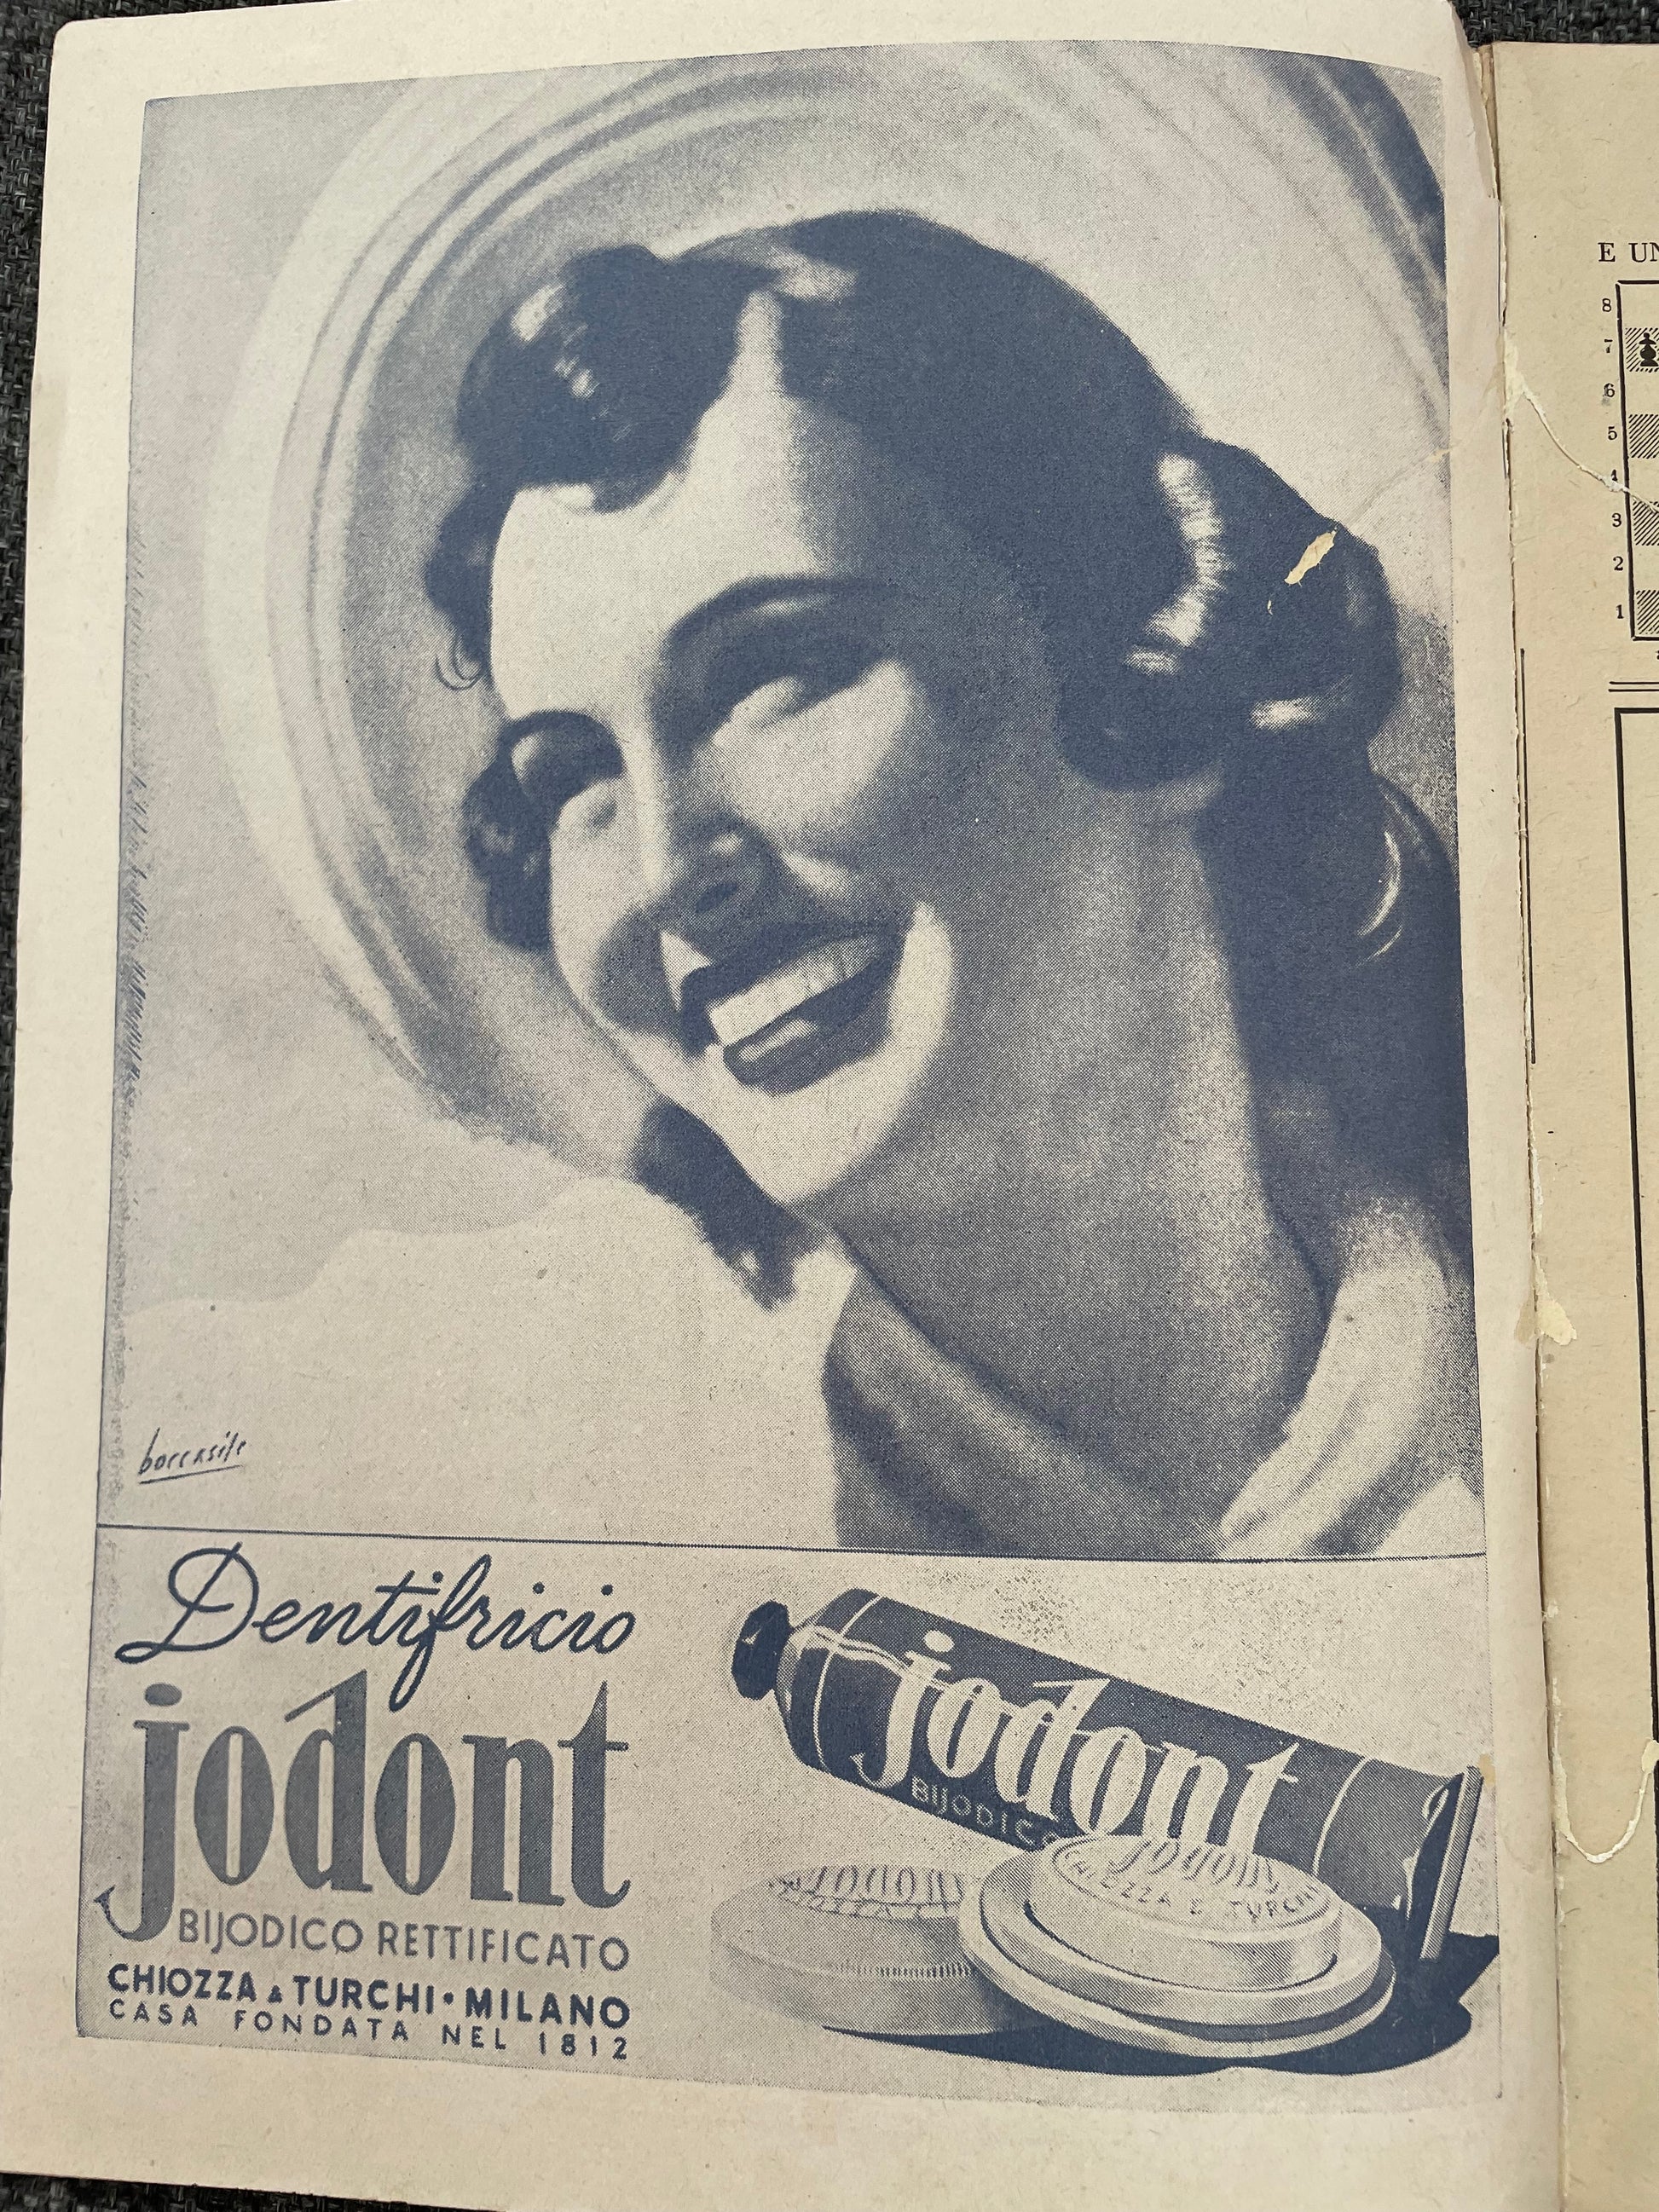 boccasile
Dentifricio
jodont
BIJODICO RETTIFICATO
CHIOZZA & TURCHI • MILANO
CASA FONDATA NEL 1812
jodont
BIJODICO
jodont
jodont
CHIOZZA E TURCHI
E UN
8
7
6
5
4
3
2
1